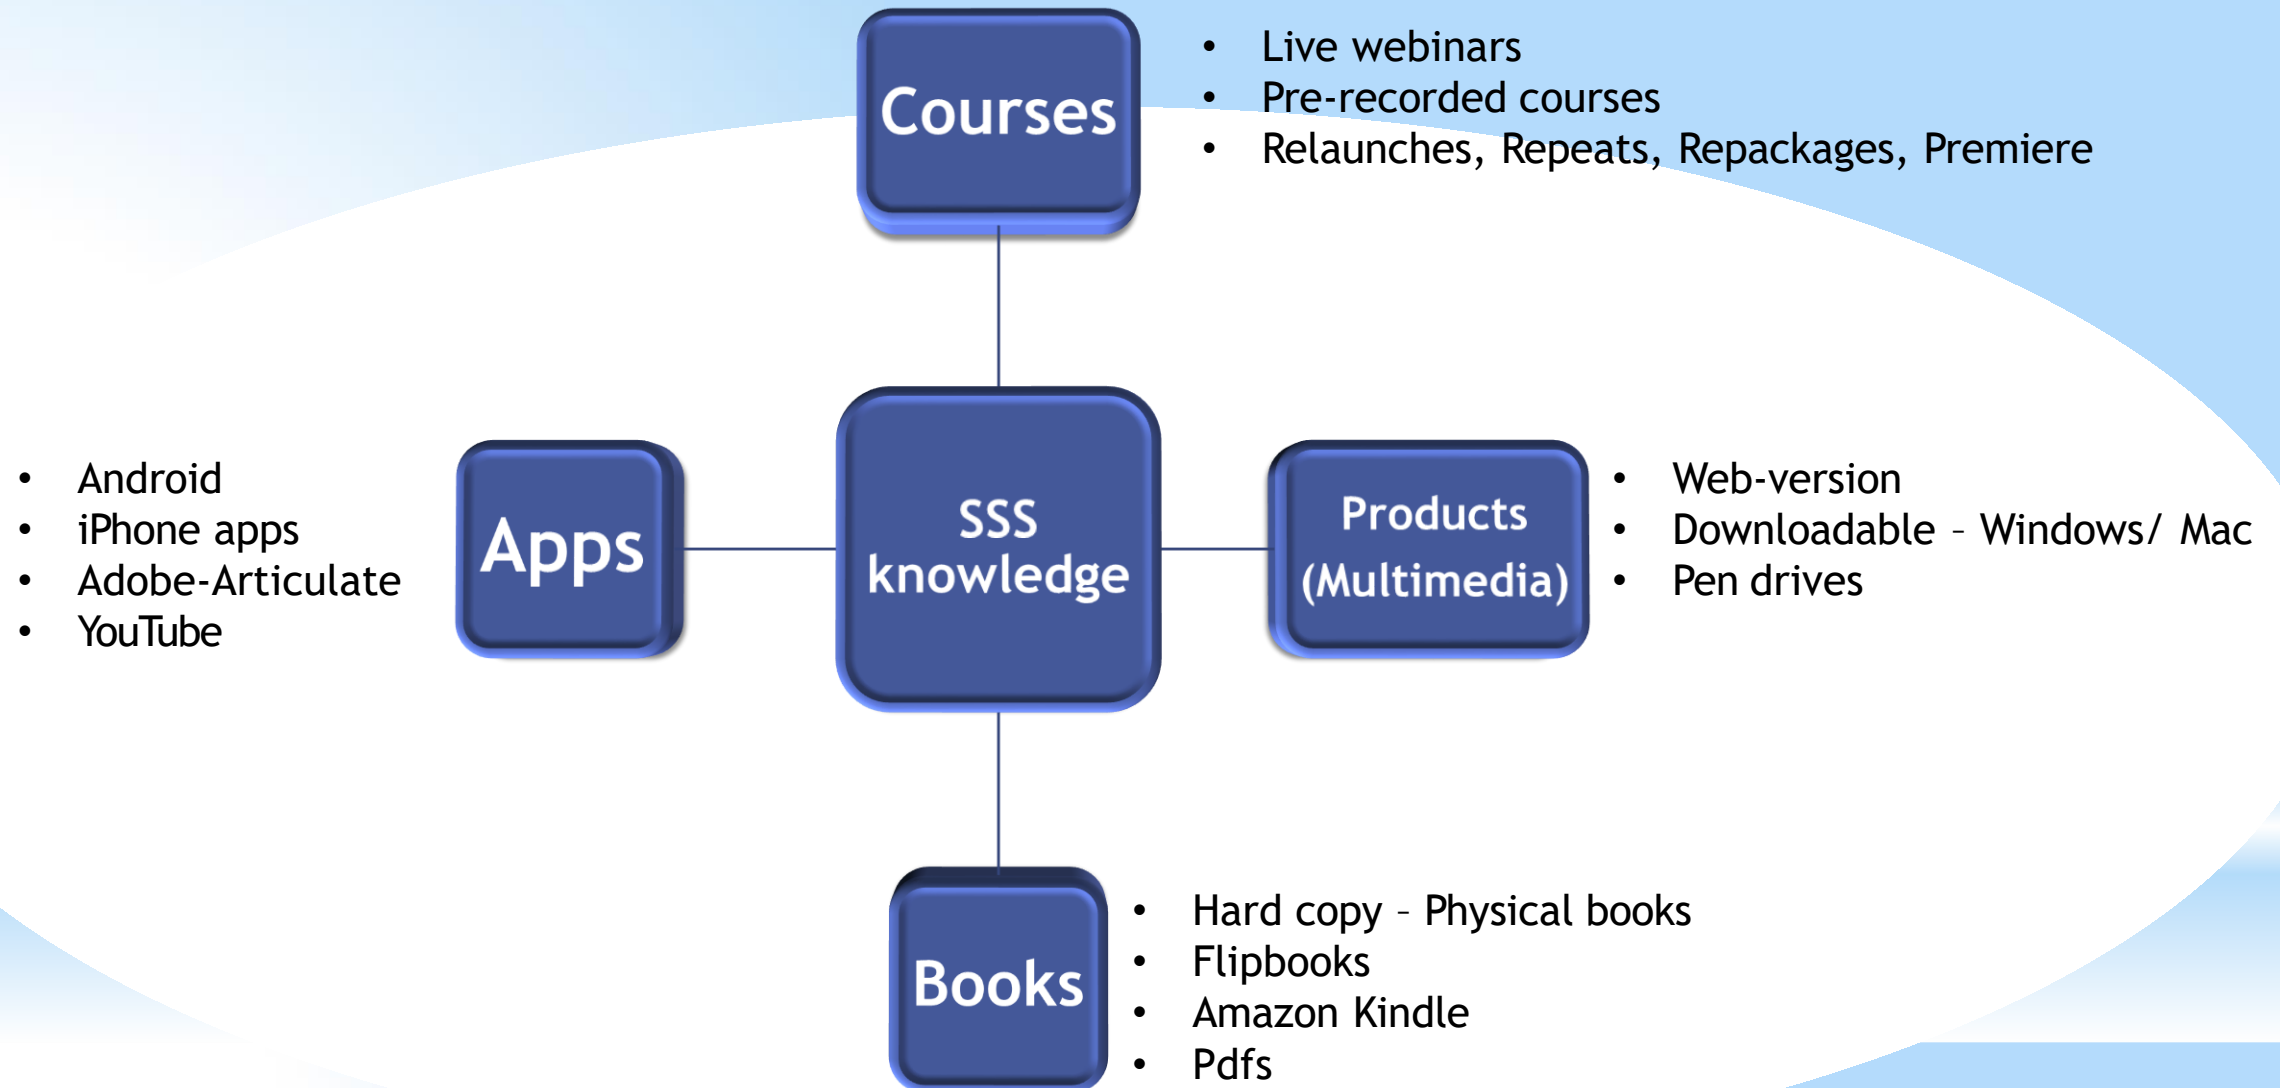 Courses
• Live webinars
• Pre-recorded courses
• Relaunches, Repeats, Repackages, Premiere
• Android
• iPhone apps
• Adobe-Articulate
• YouTube
Apps
SSS
knowledge
Products
(Multimedia)
• Web-version
• Downloadable – Windows/ Mac
• Pen drives
Books
• Hard copy – Physical books
• Flipbooks
• Amazon Kindle
• Pdfs